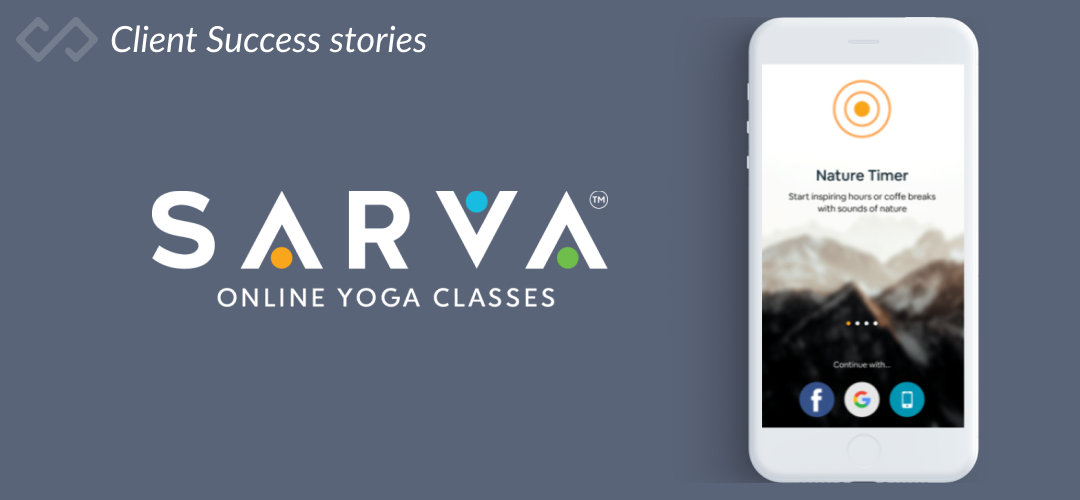 Client Success stories
SARVA™
ONLINE YOGA CLASSES
Nature Timer
Start inspiring hours or coffe breaks
with sounds of nature
Continue with...
f
G